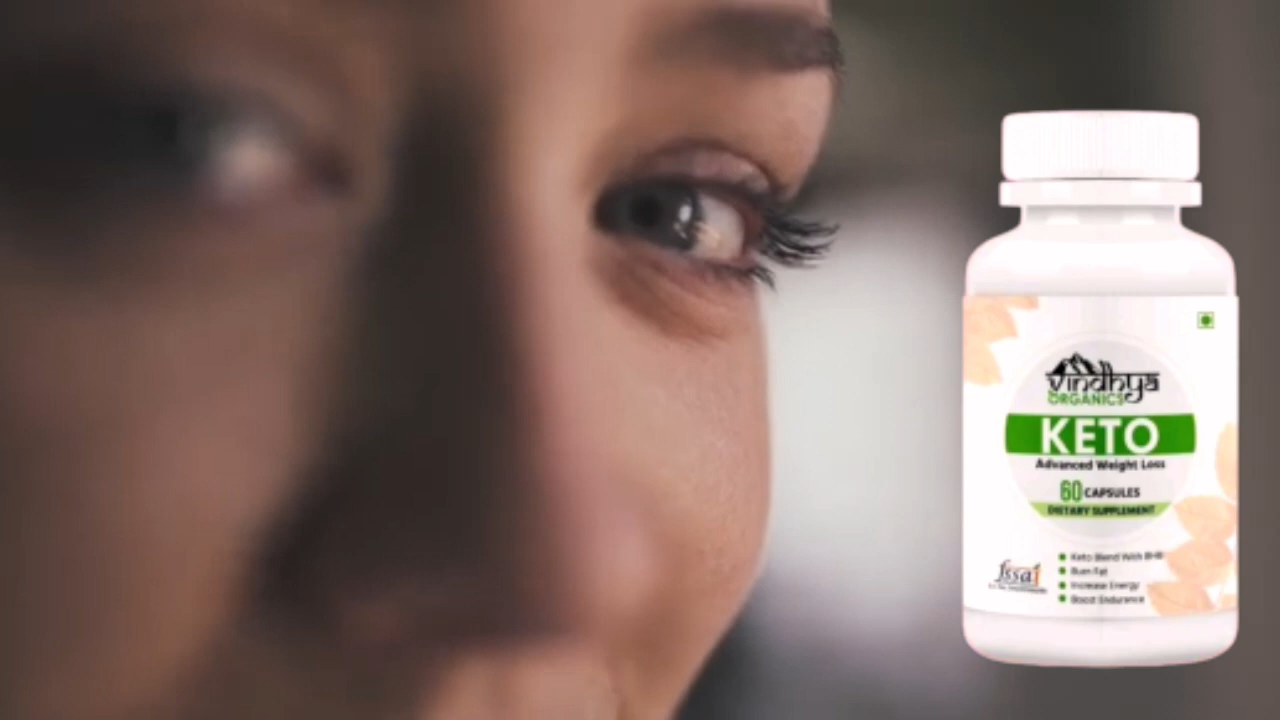 vindhya
ORGANICS
KETO
Advanced Weight Loss
60 CAPSULES
DIETARY SUPPLEMENT
Keto Blend With BHB
Burn Fat
Increase Energy
Boost Endurance
fssai